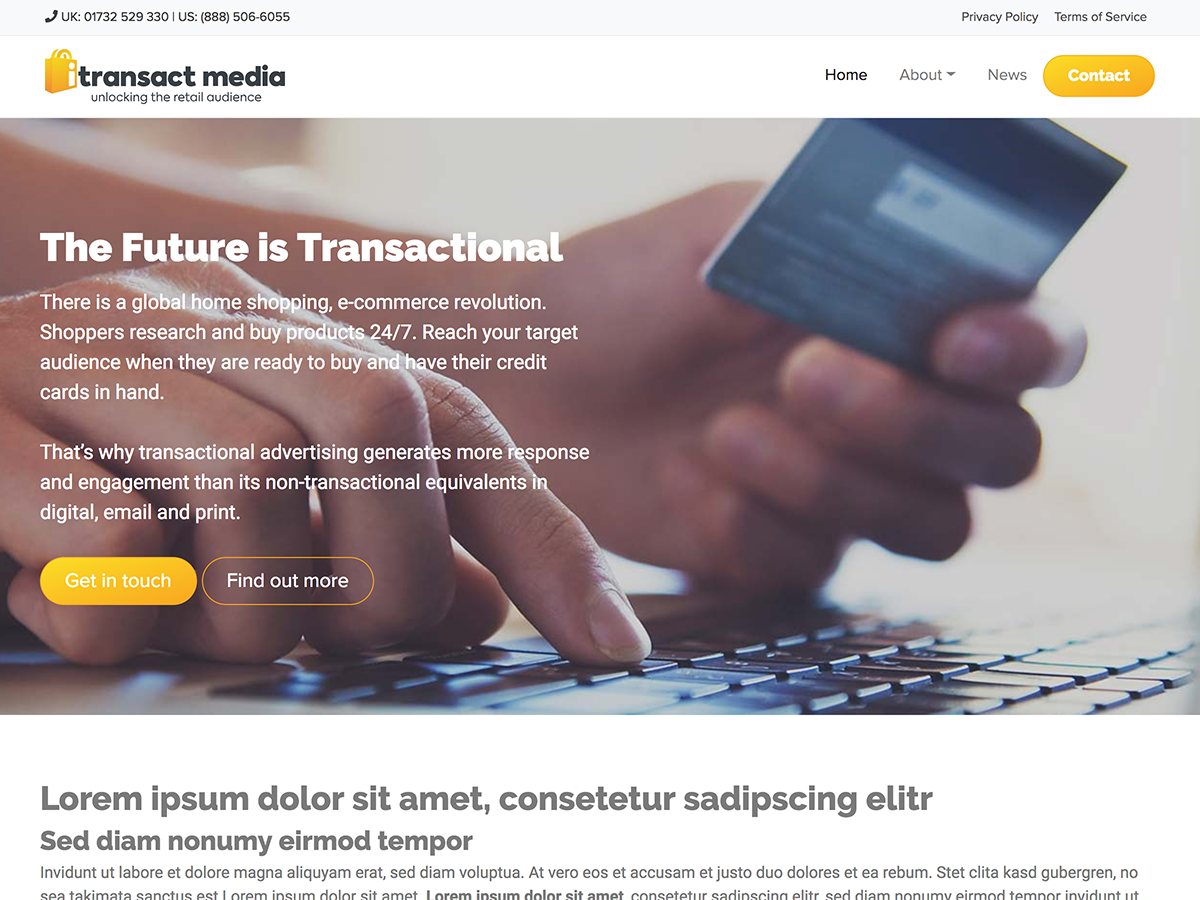 UK: 01732 529 330 | US: (888) 506-6055
Privacy Policy Terms of Service
itransact media
unlocking the retail audience
Home About News Contact
The Future is Transactional
There is a global home shopping, e-commerce revolution.
Shoppers research and buy products 24/7. Reach your target
audience when they are ready to buy and have their credit
cards in hand.
That's why transactional advertising generates more response
and engagement than its non-transactional equivalents in
digital, email and print.
Get in touch Find out more
Lorem ipsum dolor sit amet, consetetur sadipscing elitr
Sed diam nonumy eirmod tempor
Invidunt ut labore et dolore magna aliquyam erat, sed diam voluptua. At vero eos et accusam et justo duo dolores et ea rebum. Stet clita kasd gubergren, no
sea takimata sanctus est Lorem ipsum dolor sit amet. Lorem ipsum dolor sit amet, consetetur sadipscing elitr, sed diam nonumy eirmod tempor invidunt ut